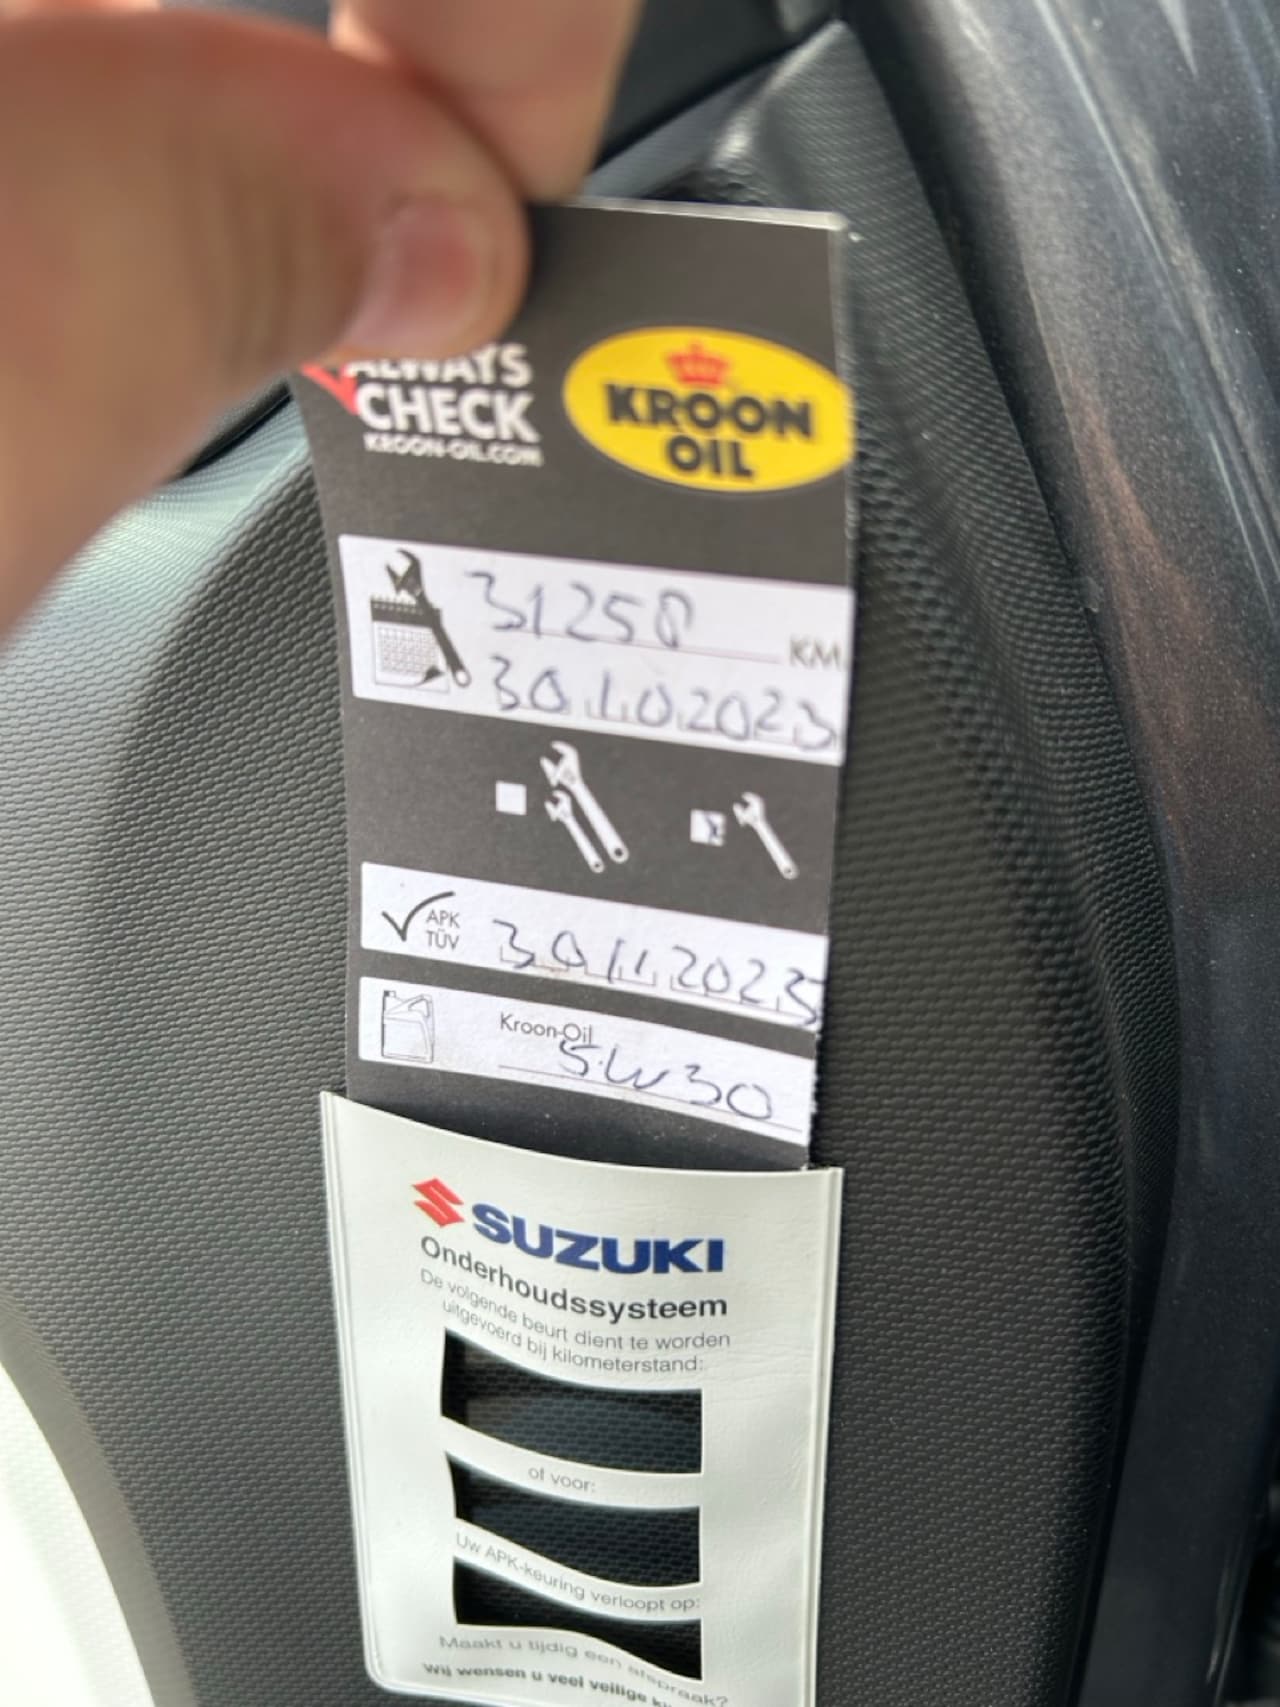 ALWAYS
CHECK
KROON-OIL.COM
KROON
OIL
31250 KM
30.10.2023
APK
TÜV
30.11.2023
Kroon-Oil
5W30
SUZUKI
Onderhoudssysteem
De volgende beurt dient te worden
uitgevoerd bij kilometerstand:
of voor:
Uw APK-keuring verloopt op:
Maakt u tijdig een afspraak?
Wij wensen u veel veilige